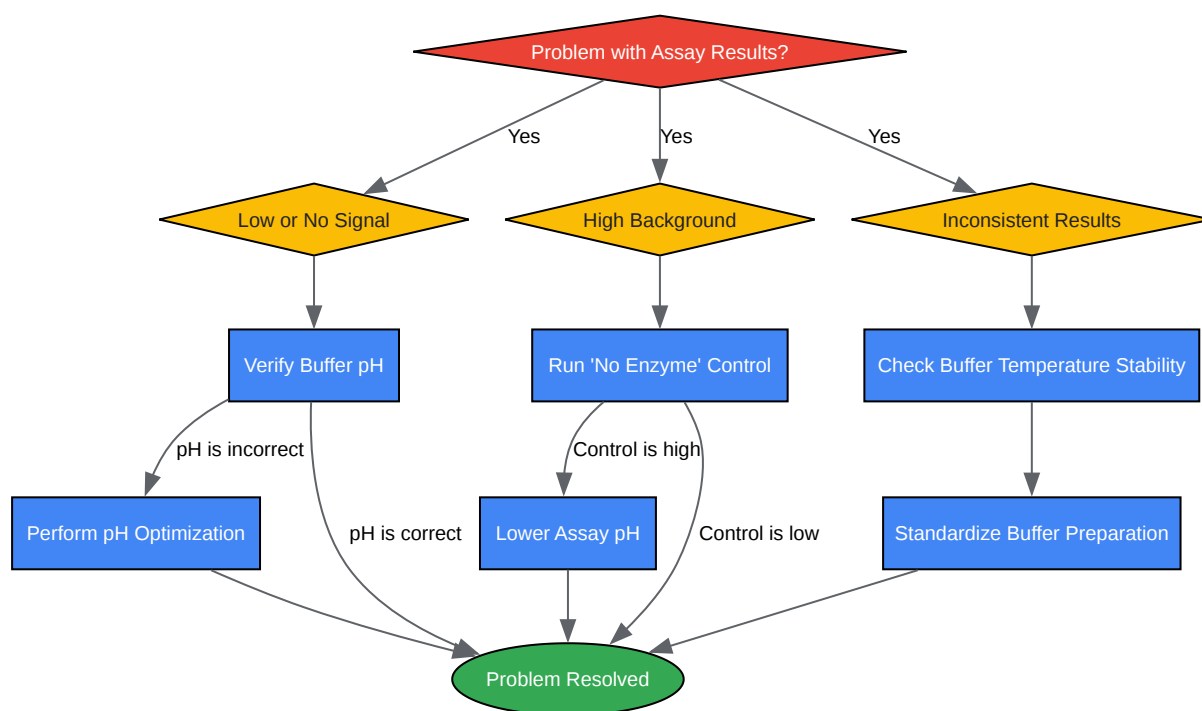 Problem with Assay Results?
Yes
Yes
Yes
Low or No Signal
High Background
Inconsistent Results
Verify Buffer pH
Run 'No Enzyme' Control
Check Buffer Temperature Stability
pH is incorrect
Control is high
Perform pH Optimization
pH is correct
Lower Assay pH
Control is low
Standardize Buffer Preparation
Problem Resolved